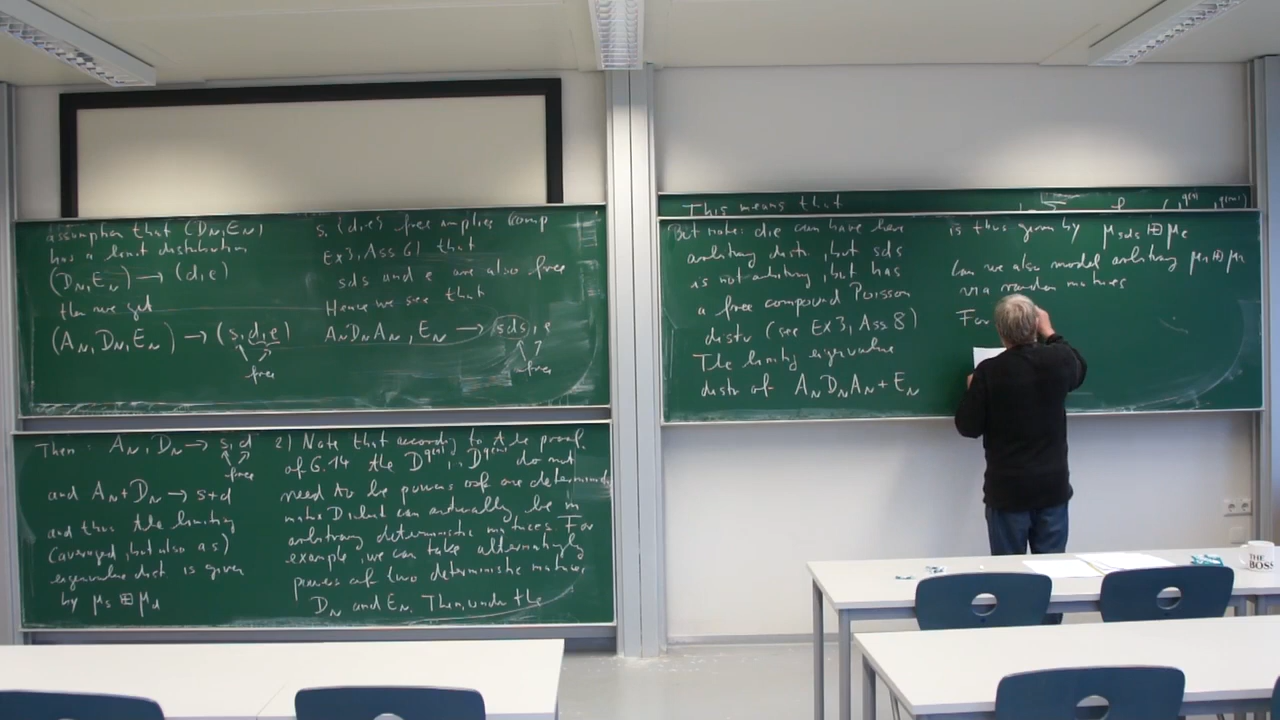 assumption that (D_N, E_N)
has a limit distribution
(D_N, E_N) → (d, e)
then we get
(A_N, D_N, E_N) → (s, d, e)
free
s, {d,e} free implies (comp
Ex 3, Ass 6) that
sds and e are also free
Hence we see that
A_N D_N A_N, E_N → sds, e
free
Then: A_N, D_N → s, d
free
and A_N + D_N → s+d
and thus the limiting
(averaged, but also a.s)
eigenvalue distr. is given
by μ_s ⊞ μ_d
2) Note that according to the proof
of 6.14 the D^q(1), .., D^q(m) do not
need to be powers of one deterministic
matrix D, but can actually be m
arbitrary deterministic matrices. For
example, we can take alternatingly
powers of two deterministic matrices
D_N and E_N. Then, under the
This means that
But note: d, e can have here
arbitrary distr, but sds
is not arbitrary, but has
a free compound Poisson
distr (see Ex 3, Ass 8)
The limiting eigenvalue
distr of A_N D_N A_N + E_N
is thus given by μ_sds ⊞ μ_e
Can we also model arbitrary μ_1 ⊞ μ_2
via random matrices
For
THE
BOSS